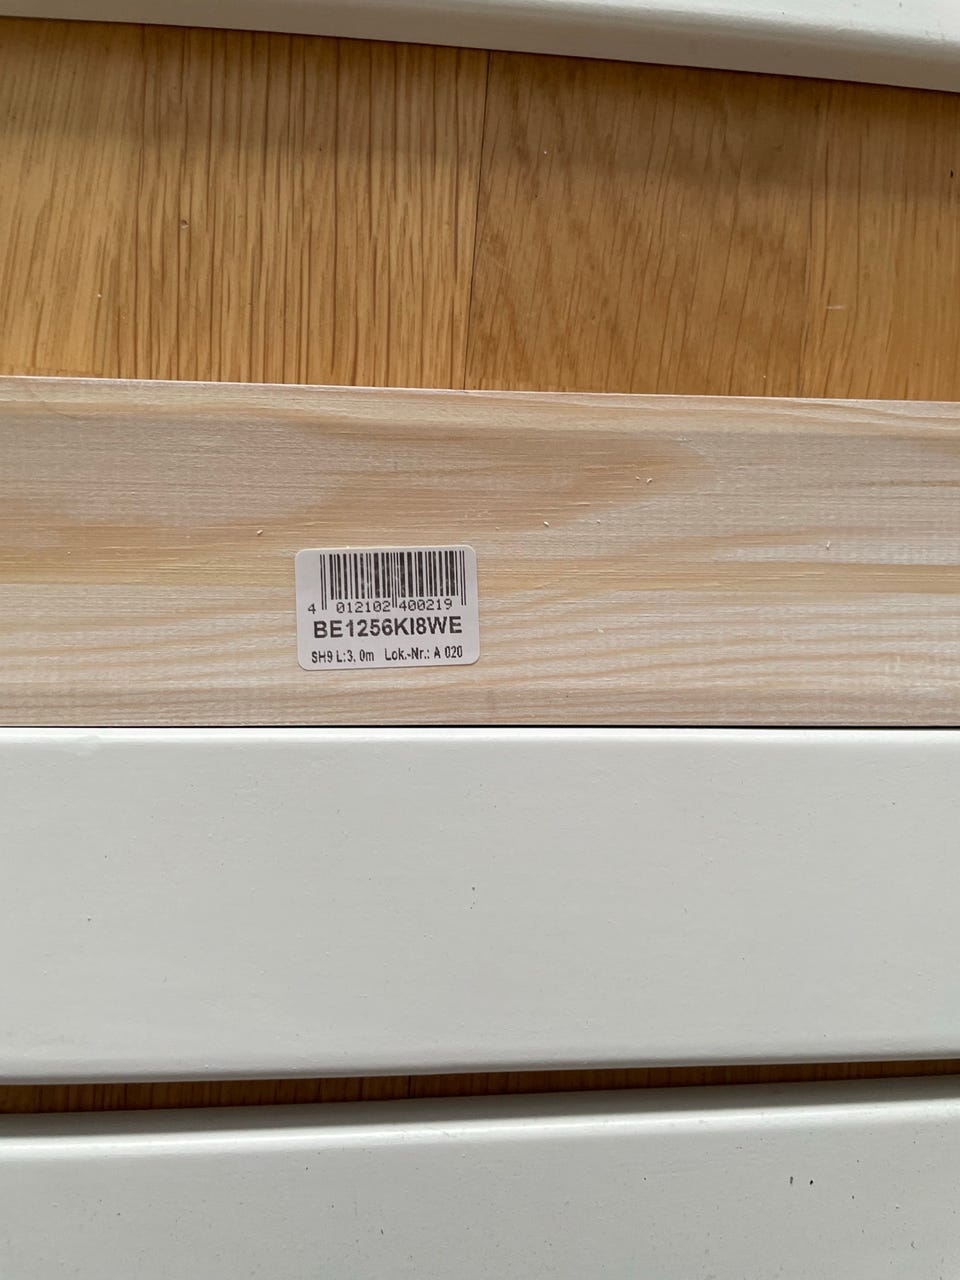 4 012102 400219
BE1256KI8WE
SH9 L:3,0m Lok.-Nr.: A 020